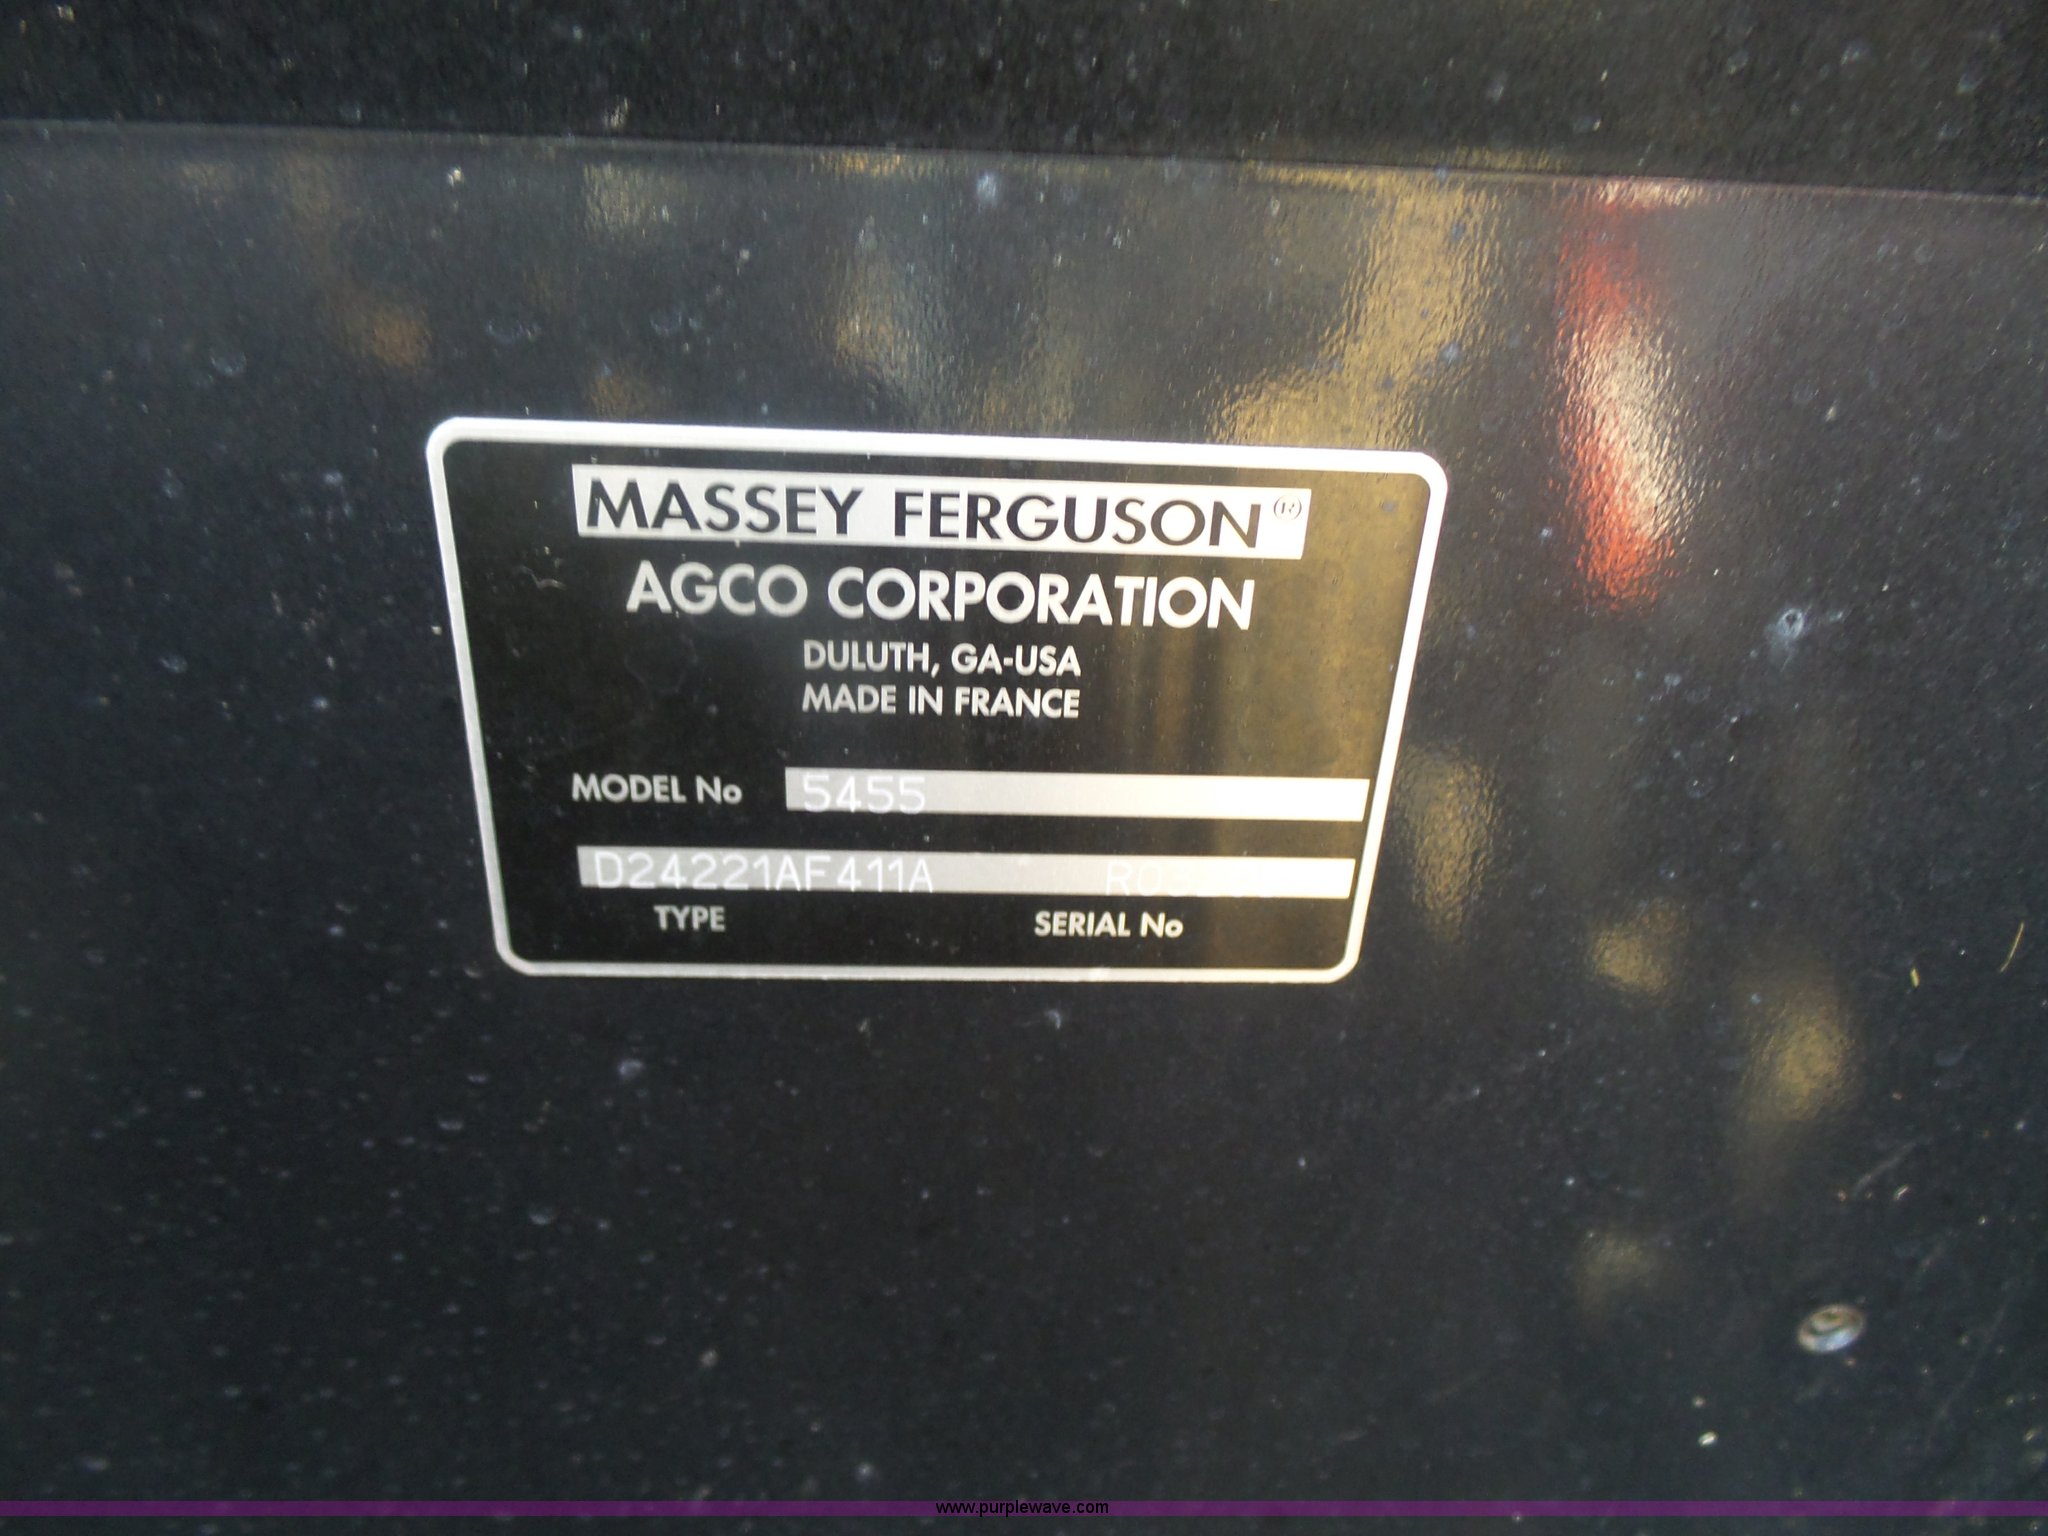 MASSEY FERGUSON®
AGCO CORPORATION
DULUTH, GA-USA
MADE IN FRANCE
MODEL No 5455
D24221AF411A
TYPE SERIAL No
www.purplewave.com